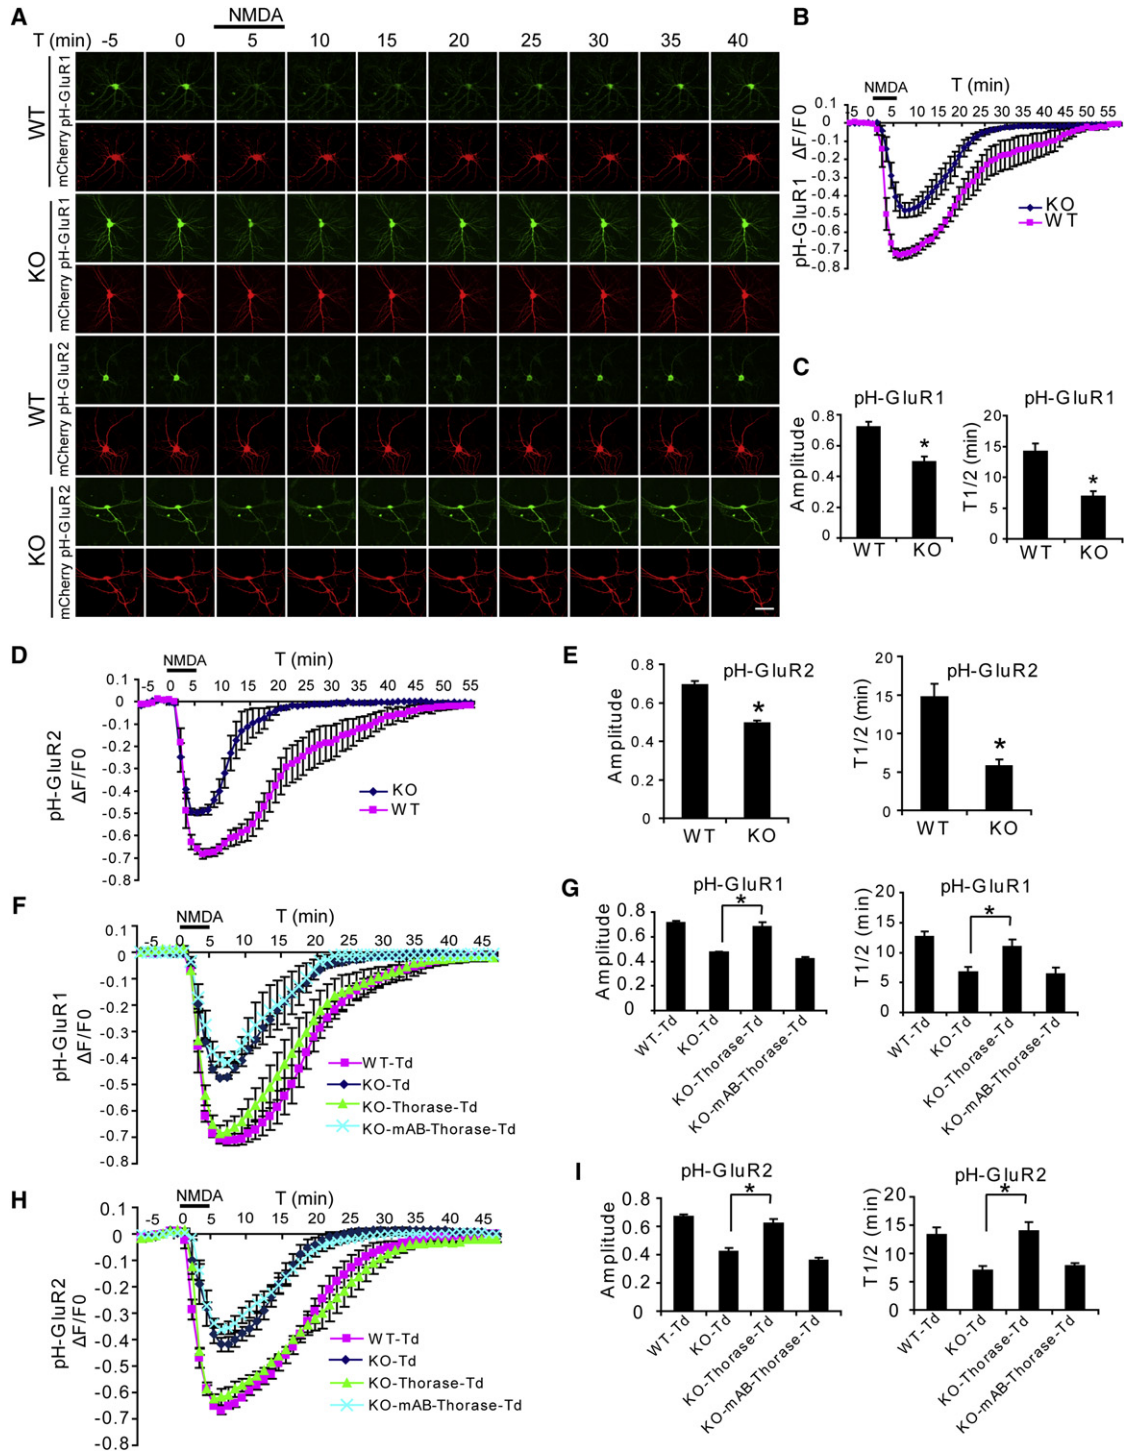 A
NMDA
T (min) -5 0 5 10 15 20 25 30 35 40
WT
pH-GluR1
mCherry
KO
pH-GluR1
mCherry
WT
pH-GluR2
mCherry
KO
pH-GluR2
mCherry
B
NMDA
T (min)
-5 0 5 10 15 20 25 30 35 40 45 50 55
0.1
0
-0.1
-0.2
-0.3
-0.4
-0.5
-0.6
-0.7
-0.8
pH-GluR1 ΔF/F0
KO
WT
C
pH-GluR1
Amplitude
0.8
0.6
0.4
0.2
0
*
WT KO
pH-GluR1
T1/2 (min)
20
15
10
5
0
*
WT KO
D
NMDA
T (min)
-5 0 5 10 15 20 25 30 35 40 45 50 55
0.1
0
-0.1
-0.2
-0.3
-0.4
-0.5
-0.6
-0.7
-0.8
pH-GluR2
ΔF/F0
KO
WT
E
pH-GluR2
Amplitude
0.8
0.6
0.4
0.2
0
*
WT KO
pH-GluR2
T1/2 (min)
20
15
10
5
0
*
WT KO
F
NMDA
T (min)
-5 0 5 10 15 20 25 30 35 40 45
0.1
0
-0.1
-0.2
-0.3
-0.4
-0.5
-0.6
-0.7
-0.8
pH-GluR1
ΔF/F0
WT-Td
KO-Td
KO-Thorase-Td
KO-mAB-Thorase-Td
G
pH-GluR1
Amplitude
0.8
0.6
0.4
0.2
0
*
WT-Td
KO-Td
KO-Thorase-Td
KO-mAB-Thorase-Td
pH-GluR1
T1/2 (min)
20
15
10
5
0
*
WT-Td
KO-Td
KO-Thorase-Td
KO-mAB-Thorase-Td
H
NMDA
T (min)
-5 0 5 10 15 20 25 30 35 40 45
0.1
0
-0.1
-0.2
-0.3
-0.4
-0.5
-0.6
-0.7
-0.8
pH-GluR2
ΔF/F0
WT-Td
KO-Td
KO-Thorase-Td
KO-mAB-Thorase-Td
I
pH-GluR2
Amplitude
0.8
0.6
0.4
0.2
0
*
WT-Td
KO-Td
KO-Thorase-Td
KO-mAB-Thorase-Td
pH-GluR2
T1/2 (min)
20
15
10
5
0
*
WT-Td
KO-Td
KO-Thorase-Td
KO-mAB-Thorase-Td